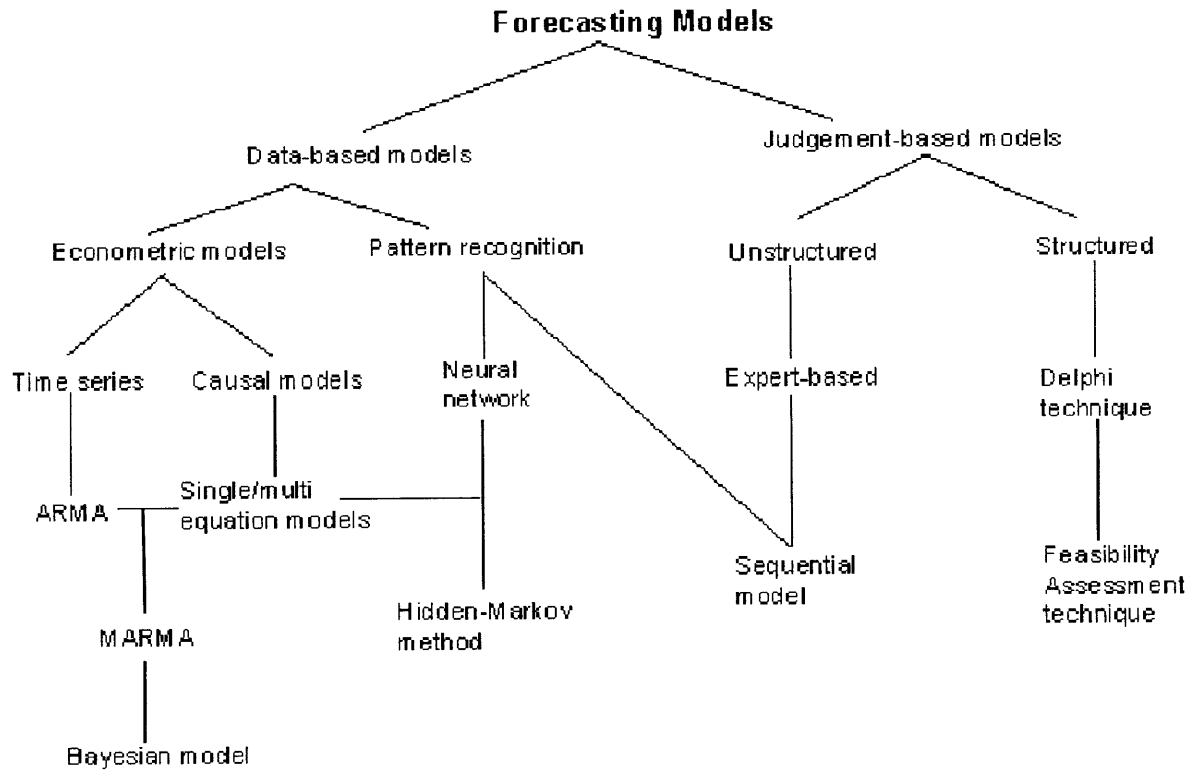 Forecasting Models
Data-based models
Judgement-based models
Econometric models
Pattern recognition
Unstructured
Structured
Time series
Causal models
Neural
network
Expert-based
Delphi
technique
ARMA
Single/multi
equation models
Sequential
model
Feasibility
Assessment
technique
Hidden-Markov
method
MARMA
Bayesian model